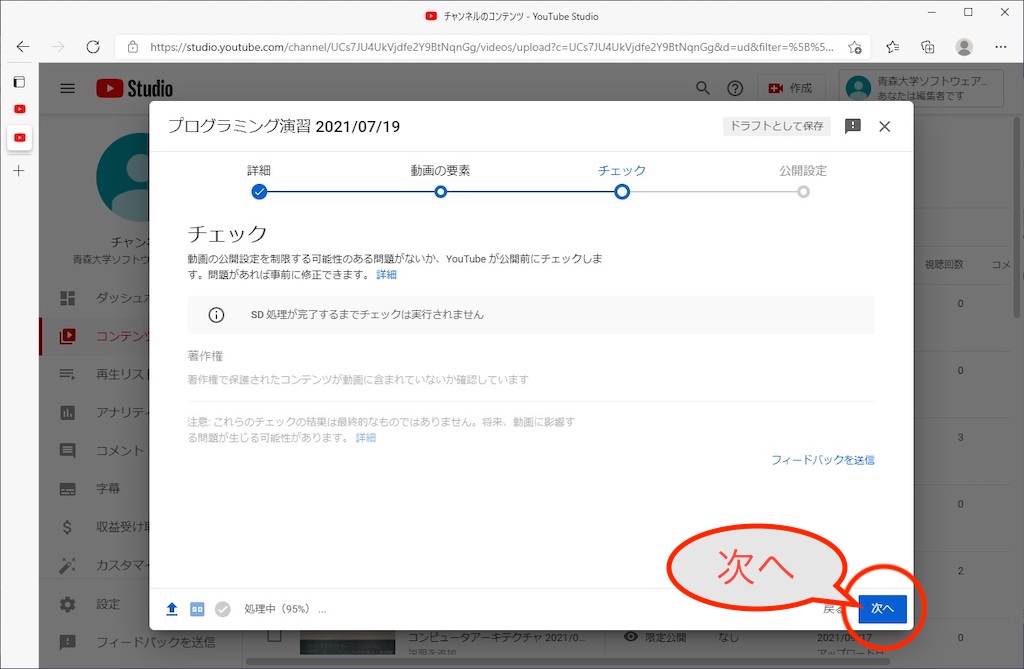 チャンネルのコンテンツ - YouTube Studio
https://studio.youtube.com/channel/UCs7JU4UkVjdfe2Y9BtNqnGg/videos/upload?c=UCs7JU4UkVjdfe2Y9BtNqnGg&d=ud&filter=%5B%5...
Studio
作成
青森大学ソフトウェア...
あなたは編集者です
プログラミング演習 2021/07/19
ドラフトとして保存
詳細
動画の要素
チェック
公開設定
チェック
動画の公開設定を制限する可能性のある問題がないか、YouTube が公開前にチェックしま
す。問題があれば事前に修正できます。 詳細
SD 処理が完了するまでチェックは実行されません
著作権
著作権で保護されたコンテンツが動画に含まれていないか確認しています
注意: これらのチェックの結果は最終的なものではありません。将来、動画に影響す
る問題が生じる可能性があります。 詳細
フィードバックを送信
次へ
処理中（95%） ...
戻る
次へ
チャン
青森大学ソフトウ
ダッシュボ
コンテンツ
再生リスト
アナリティ
コメント
字幕
収益受け取
カスタマイ
設定
フィードバックを送信
視聴回数
コメ
0
0
3
0
2
0
コンピュータアーキテクチャ 2021/0...
説明を追加
限定公開
なし
2021/05/17
アップロード日